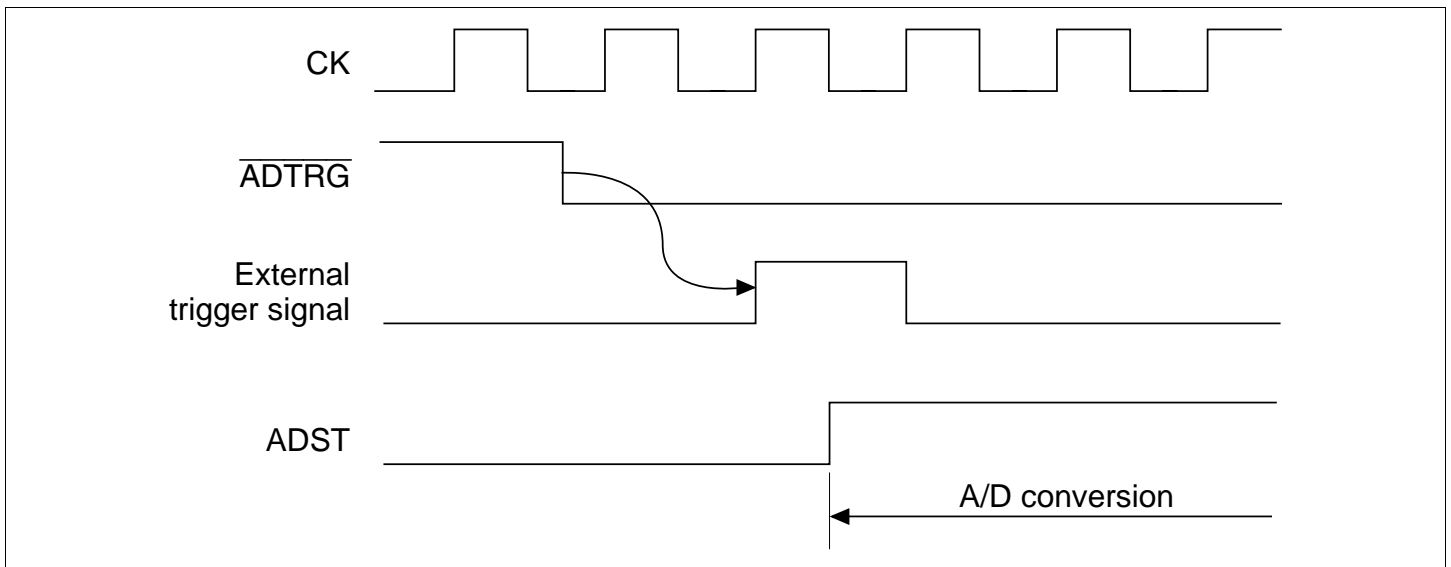 CK
ADTRG
External
trigger signal
ADST
A/D conversion